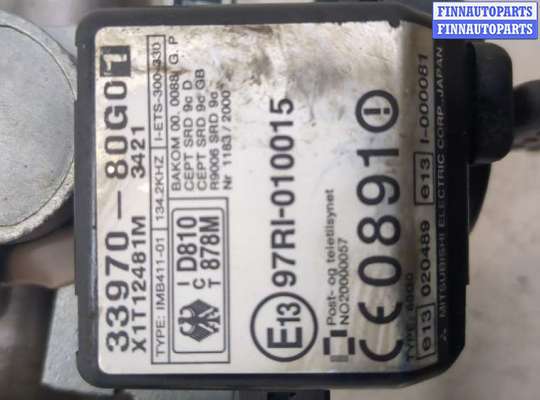 FINNAUTOPARTS
FINNAUTOPARTS
33970-80G01
X1T12481M 3421
TYPE: IMB411-01 134.2KHZ I-ETS-300-330
D810
I C T 878M
BAKOM 00. 0088. G. P
CEPT SRD 9c D
CEPT SRD 9c GB
R9006 SRD 9d
Nr 1183/2000
E13 97RI-010015
Post- og teletilsynet
NO20000057
CE0891
e13 020489 e13 I-000081
MITSUBISHI ELECTRIC CORP. JAPAN